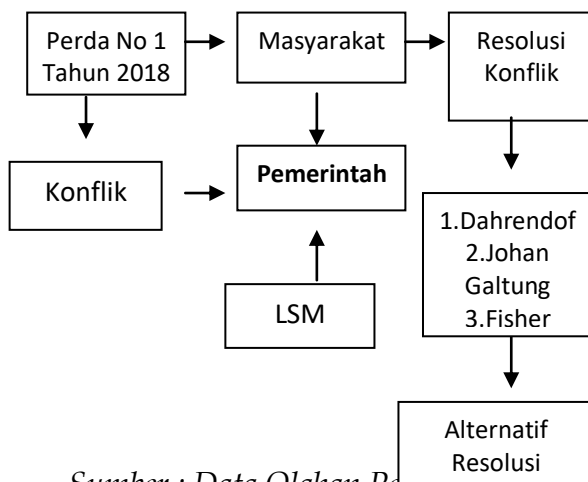 Perda No 1
Tahun 2018
Masyarakat
Resolusi
Konflik
Konflik
Pemerintah
1.Dahrendof
2.Johan
Galtung
3.Fisher
LSM
Alternatif
Resolusi
Sumber : Data Olahan